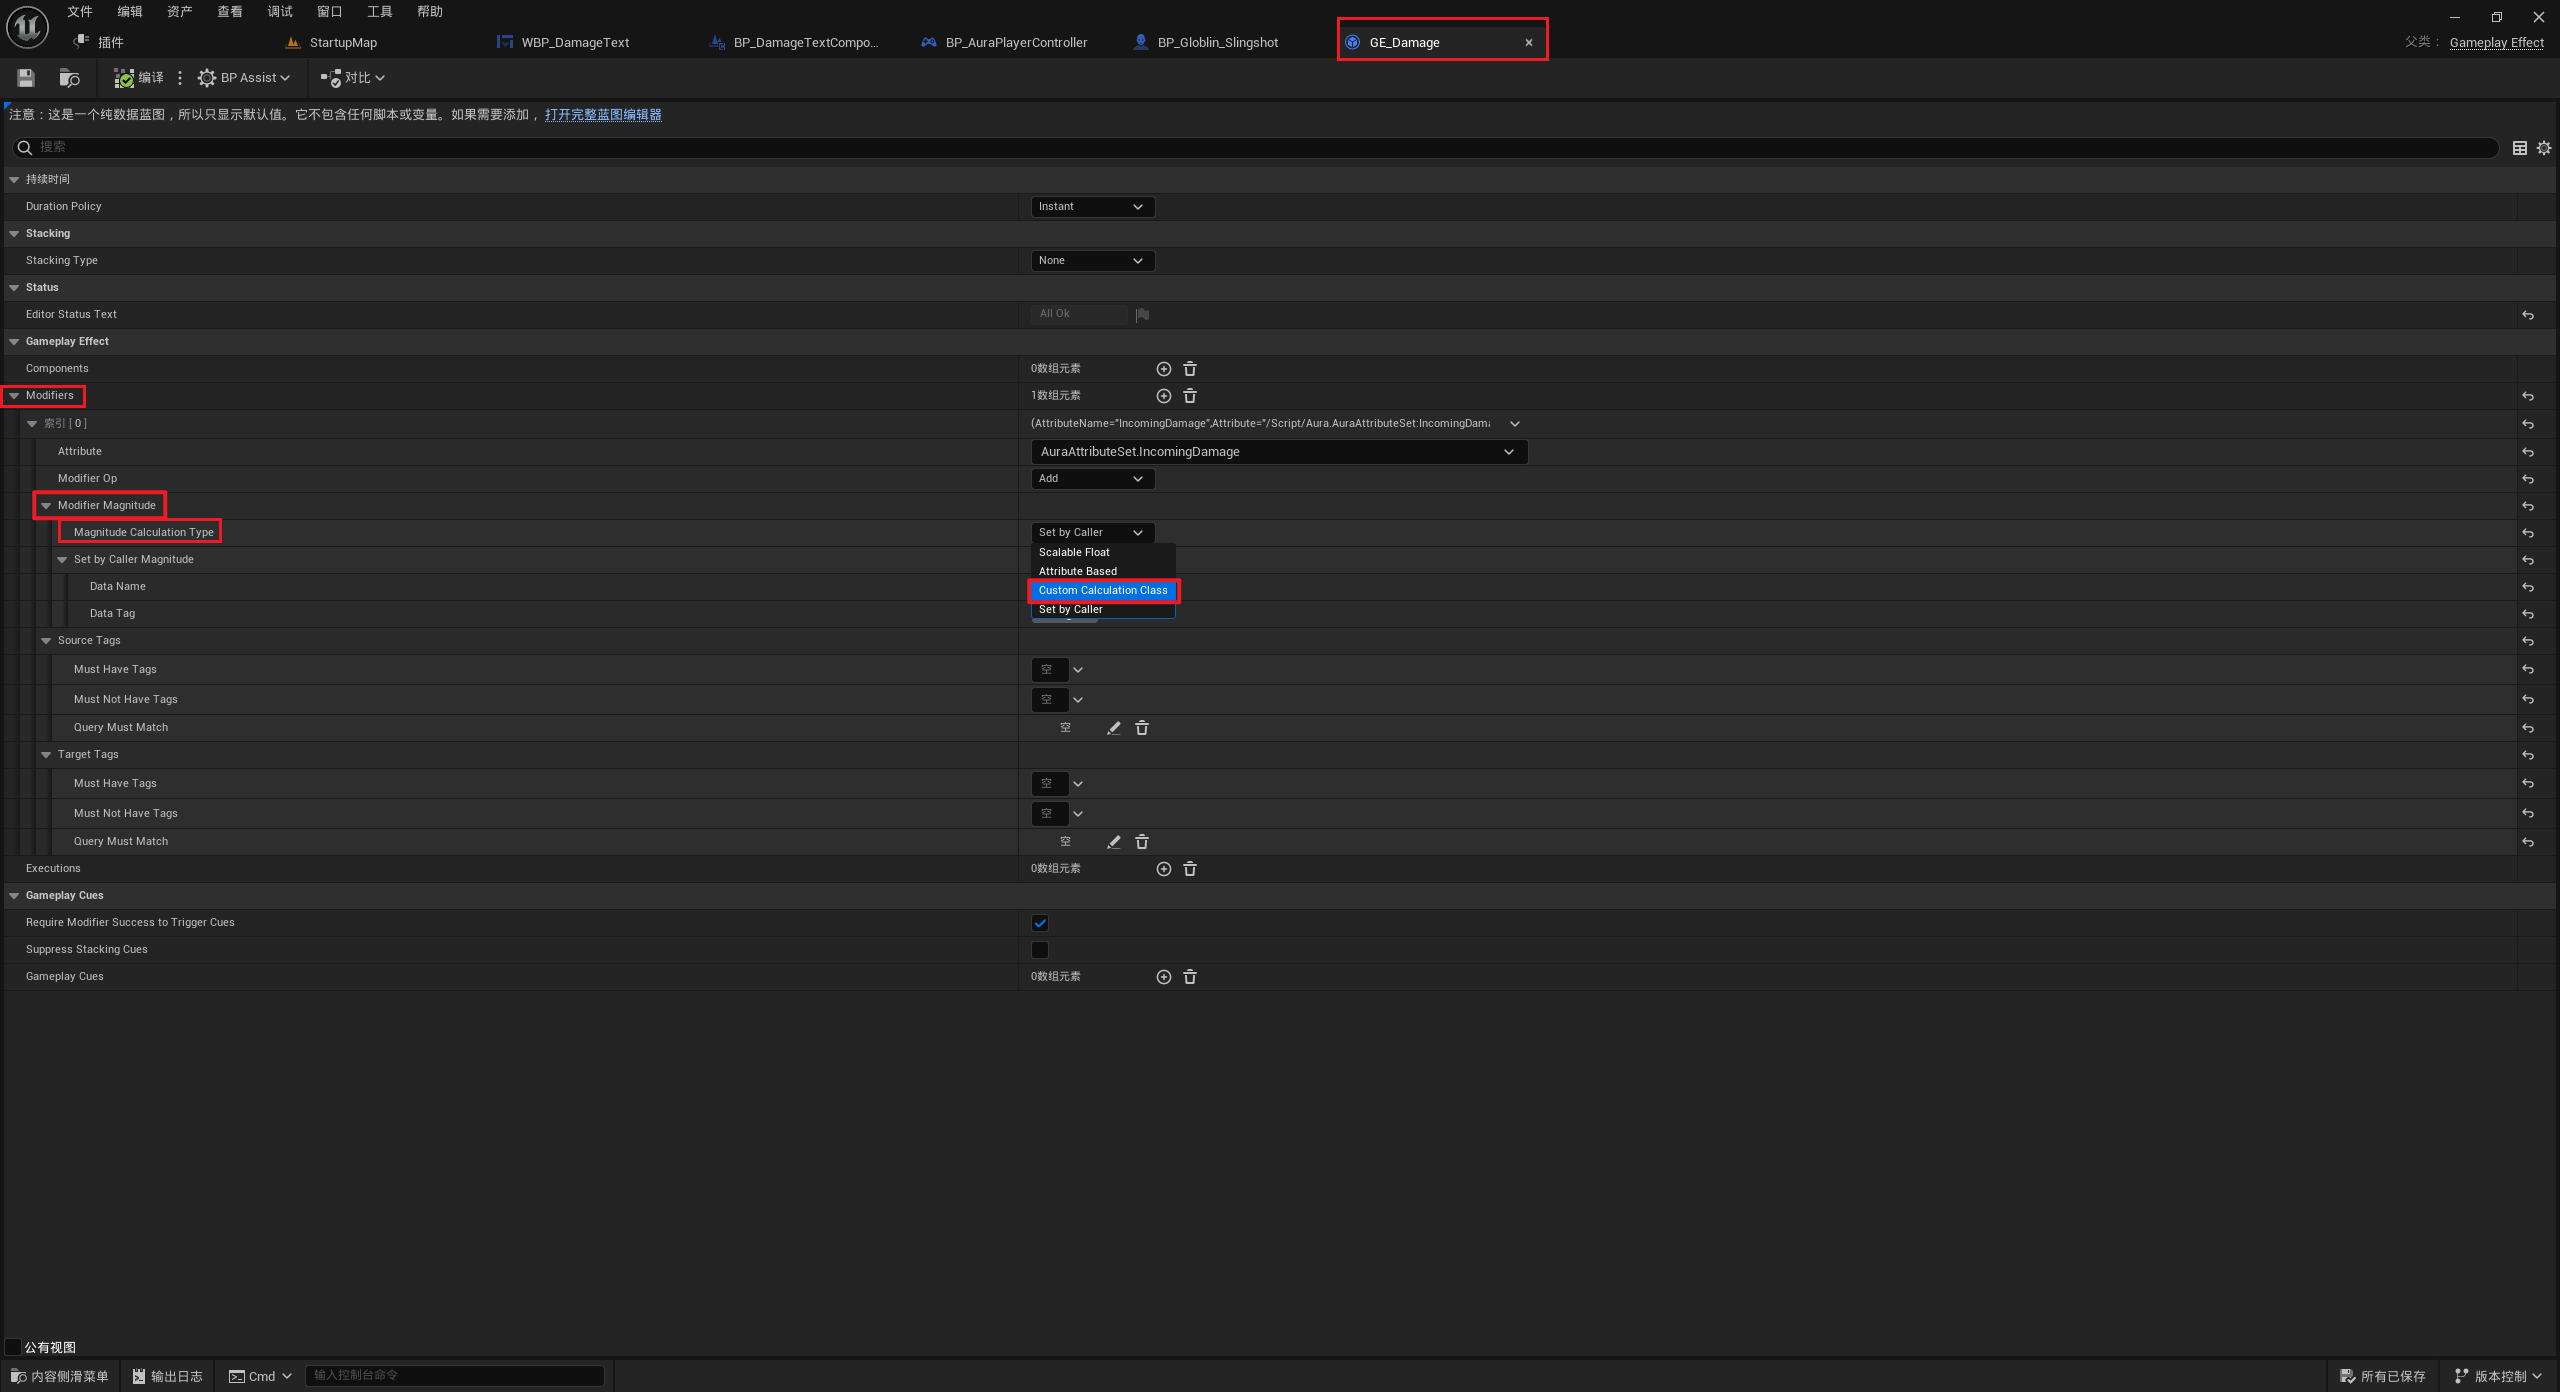 文件 编辑 资产 查看 调试 窗口 工具 帮助
插件 StartupMap WBP_DamageText BP_DamageTextCompo... BP_AuraPlayerController BP_Globlin_Slingshot GE_Damage 父类： Gameplay Effect
编译 BP Assist 对比
注意：这是一个纯数据蓝图，所以只显示默认值。它不包含任何脚本或变量。如果需要添加， 打开完整蓝图编辑器
搜索
持续时间
Duration Policy Instant
Stacking
Stacking Type None
Status
Editor Status Text All Ok
Gameplay Effect
Components 0数组元素
Modifiers 1数组元素
索引 [ 0 ] (AttributeName="IncomingDamage",Attribute="/Script/Aura.AuraAttributeSet:IncomingDama
Attribute AuraAttributeSet.IncomingDamage
Modifier Op Add
Modifier Magnitude
Magnitude Calculation Type Set by Caller
Scalable Float
Set by Caller Magnitude
Attribute Based
Data Name Custom Calculation Class
Data Tag Set by Caller
Source Tags
Must Have Tags 空
Must Not Have Tags 空
Query Must Match 空
Target Tags
Must Have Tags 空
Must Not Have Tags 空
Query Must Match 空
Executions 0数组元素
Gameplay Cues
Require Modifier Success to Trigger Cues
Suppress Stacking Cues
Gameplay Cues 0数组元素
公有视图
内容侧滑菜单 输出日志 Cmd 输入控制台命令 所有已保存 版本控制